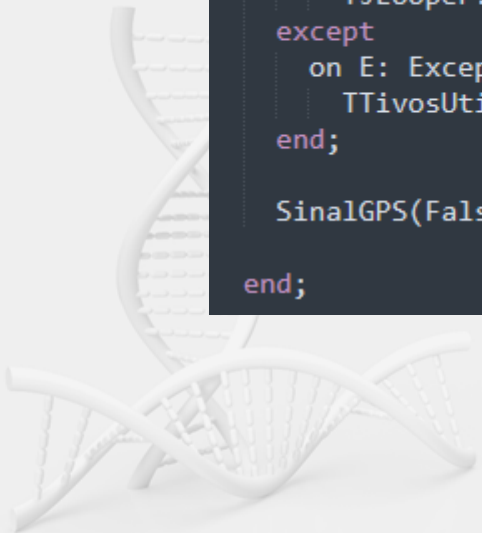 except
on E: Excep
TTivosUti
end;
SinalGPS(Fals
end;